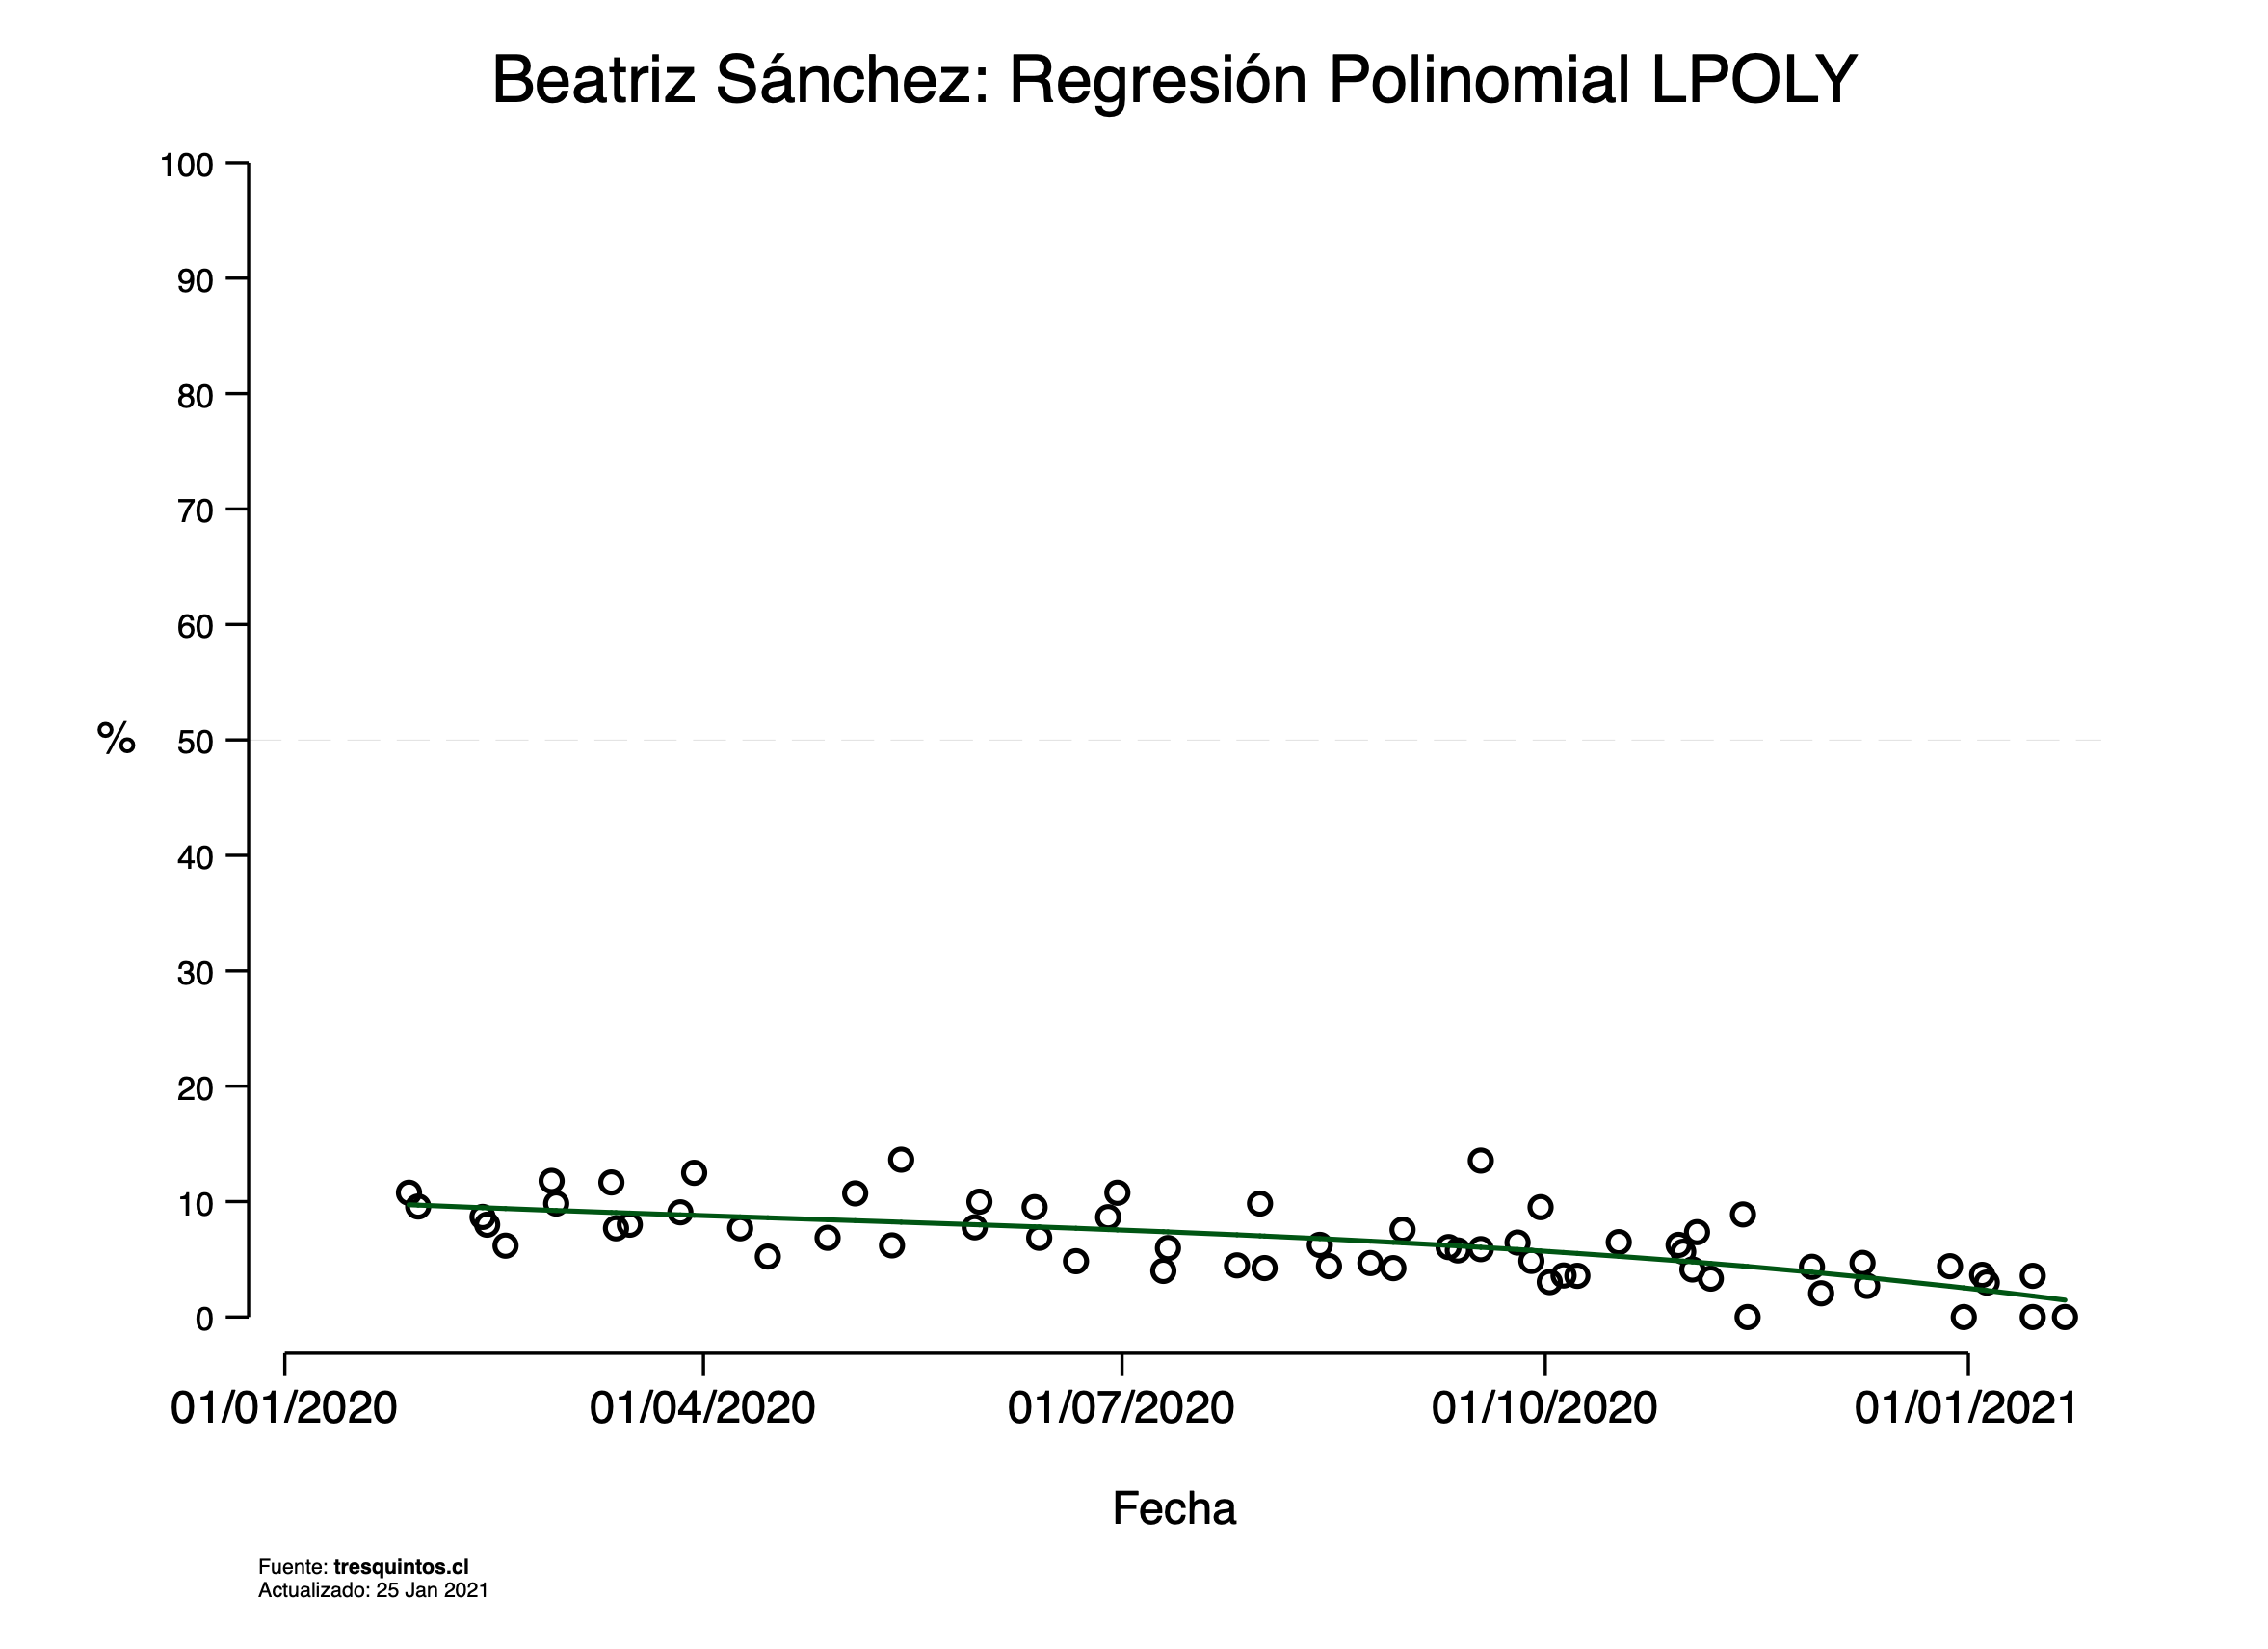 Beatriz Sánchez: Regresión Polinomial LPOLY
100
90
80
70
60
% 50
40
30
20
10
0
01/01/2020 01/04/2020 01/07/2020 01/10/2020 01/01/2021
Fecha
Fuente: tresquintos.cl
Actualizado: 25 Jan 2021